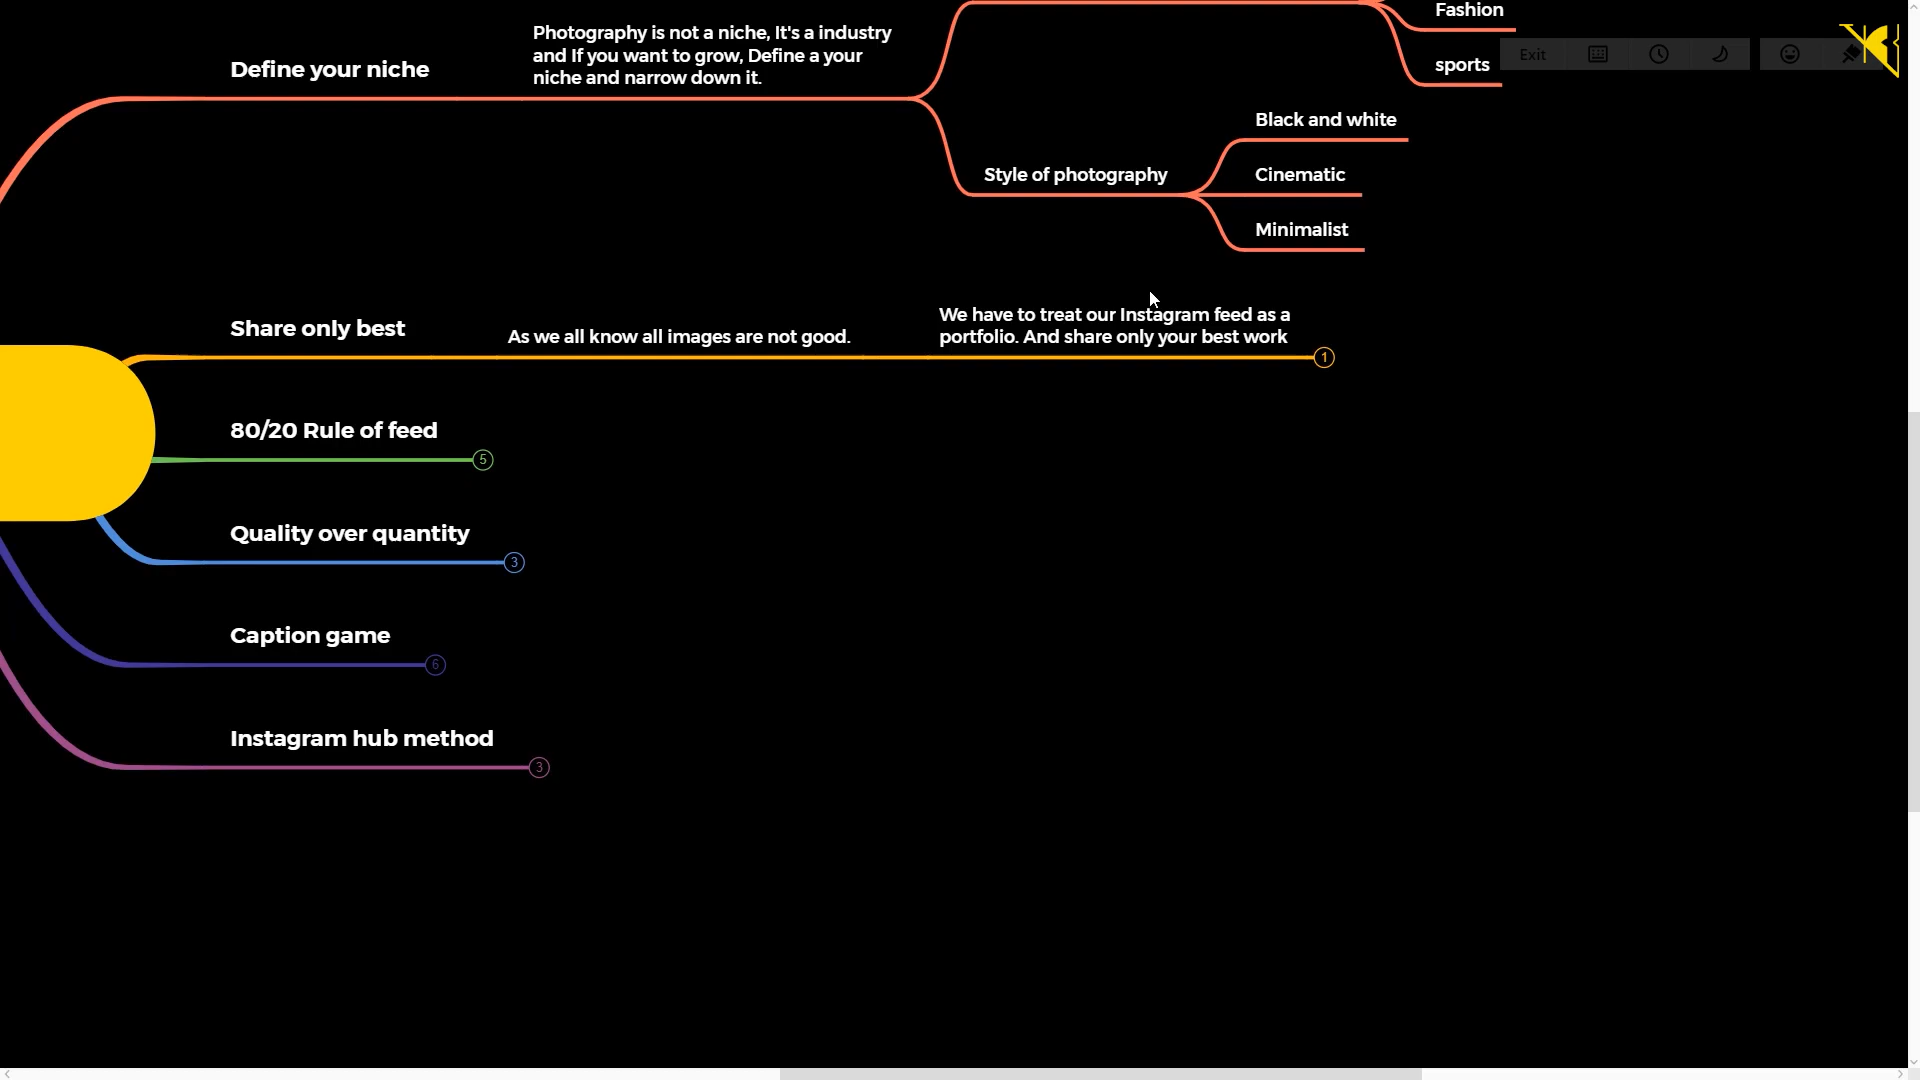 Fashion
Photography is not a niche, It's a industry
and If you want to grow, Define a your
niche and narrow down it.
Define your niche
Exit
sports
Black and white
Style of photography
Cinematic
Minimalist
Share only best
As we all know all images are not good.
We have to treat our Instagram feed as a
portfolio. And share only your best work
1
80/20 Rule of feed
5
Quality over quantity
3
Caption game
6
Instagram hub method
3